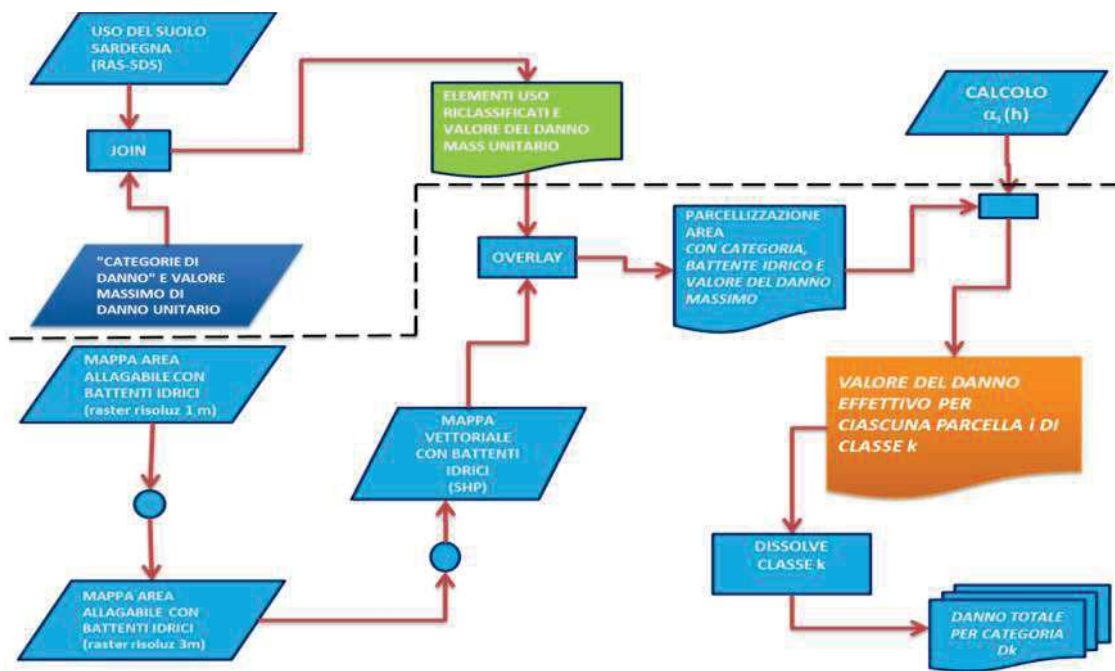 USO DEL SUOLO
SARDEGNA
(RAS-SDS)
JOIN
"CATEGORIE DI
DANNO" E VALORE
MASSIMO DI
DANNO UNITARIO
ELEMENTI USO
RICLASSIFICATI E
VALORE DEL DANNO
MASS UNITARIO
CALCOLO
αᵢ (h)
OVERLAY
PARCELLIZZAZIONE
AREA
CON CATEGORIA,
BATTENTE IDRICO E
VALORE DEL DANNO
MASSIMO
MAPPA AREA
ALLAGABILE CON
BATTENTI IDRICI
(raster risoluz 1 m)
MAPPA
VETTORIALE
CON BATTENTI
IDRICI
(SHP)
VALORE DEL DANNO
EFFETTIVO PER
CIASCUNA PARCELLA i DI
CLASSE k
MAPPA AREA
ALLAGABILE CON
BATTENTI IDRICI
(raster risoluz 3m)
DISSOLVE
CLASSE k
DANNO TOTALE
PER CATEGORIA
Dk